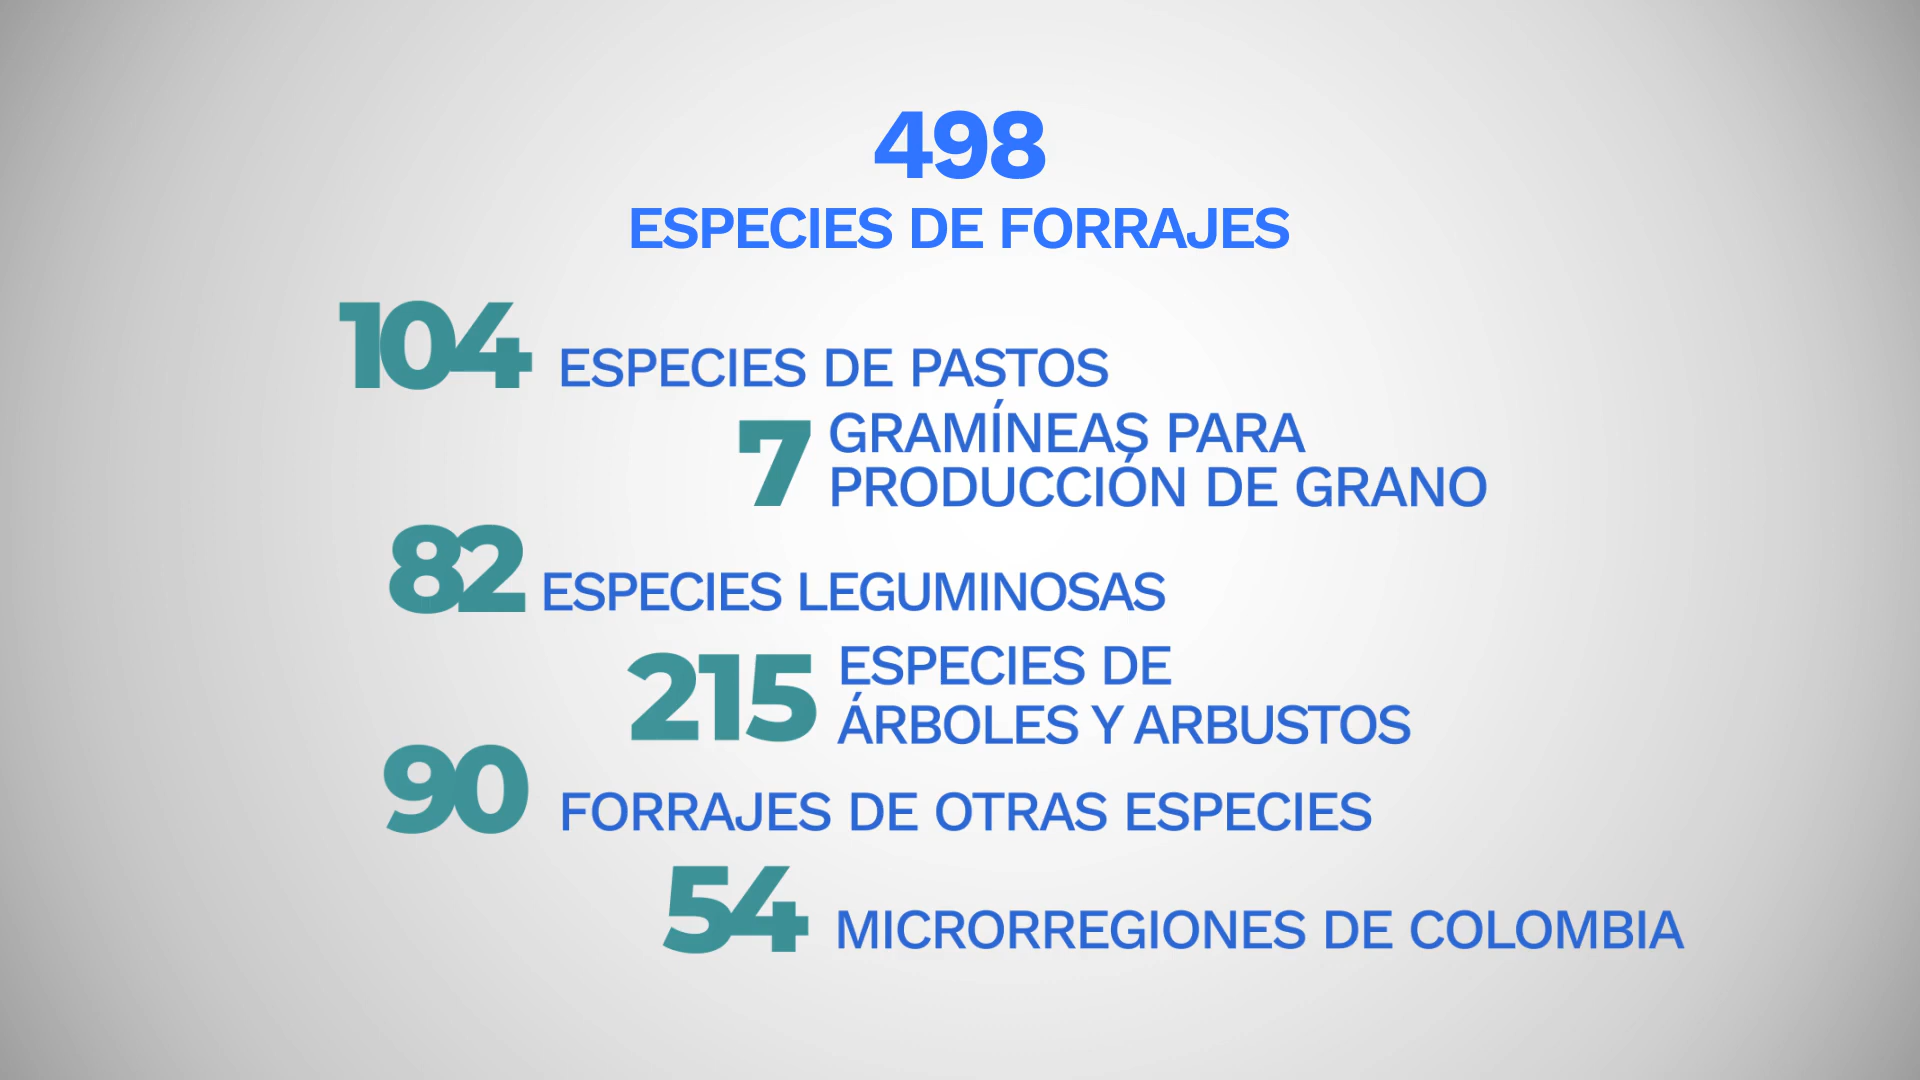 498
ESPECIES DE FORRAJES
104 ESPECIES DE PASTOS
7 GRAMÍNEAS PARA
PRODUCCIÓN DE GRANO
82 ESPECIES LEGUMINOSAS
215 ESPECIES DE
ÁRBOLES Y ARBUSTOS
90 FORRAJES DE OTRAS ESPECIES
54 MICRORREGIONES DE COLOMBIA